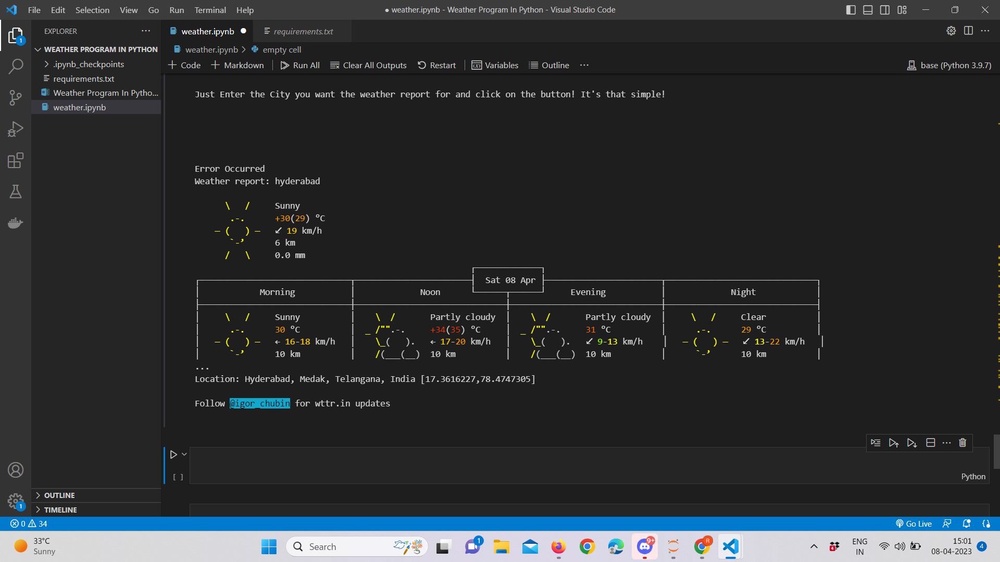 File Edit Selection View Go Run Terminal Help
● weather.ipynb - Weather Program In Python - Visual Studio Code
EXPLORER
weather.ipynb
requirements.txt
WEATHER PROGRAM IN PYTHON
weather.ipynb > empty cell
.ipynb_checkpoints
requirements.txt
Weather Program In Pytho...
weather.ipynb
+ Code + Markdown Run All Clear All Outputs Restart Variables Outline ...
base (Python 3.9.7)
Just Enter the City you want the weather report for and click on the button! It's that simple!
Error Occurred
Weather report: hyderabad
\   /     Sunny
.-.      +30(29) °C
― (   ) ―   ↙ 19 km/h
`-’      6 km
/   \     0.0 mm
Sat 08 Apr
Morning Noon Evening Night
\   /     Sunny │ \  /     Partly cloudy │ \  /     Partly cloudy │ \   /     Clear
.-.      30 °C │ _ /"".-.     +34(35) °C │ _ /"".-.     31 °C │ .-.      29 °C
― (   ) ―   ← 16-18 km/h │ \_(   ).   ← 17-20 km/h │ \_(   ).   ↙ 9-13 km/h │ ― (   ) ―   ↙ 13-22 km/h
`-’      10 km │ /(___(__)  10 km │ /(___(__)  10 km │ `-’      10 km
...
Location: Hyderabad, Medak, Telangana, India [17.3616227,78.4747305]
Follow @igor_chubin for wttr.in updates
[ ]
Python
OUTLINE
TIMELINE
1
1
0 34
Go Live
33°C
Sunny
Search
1
9+
R
4
ENG
IN
15:01
08-04-2023
4